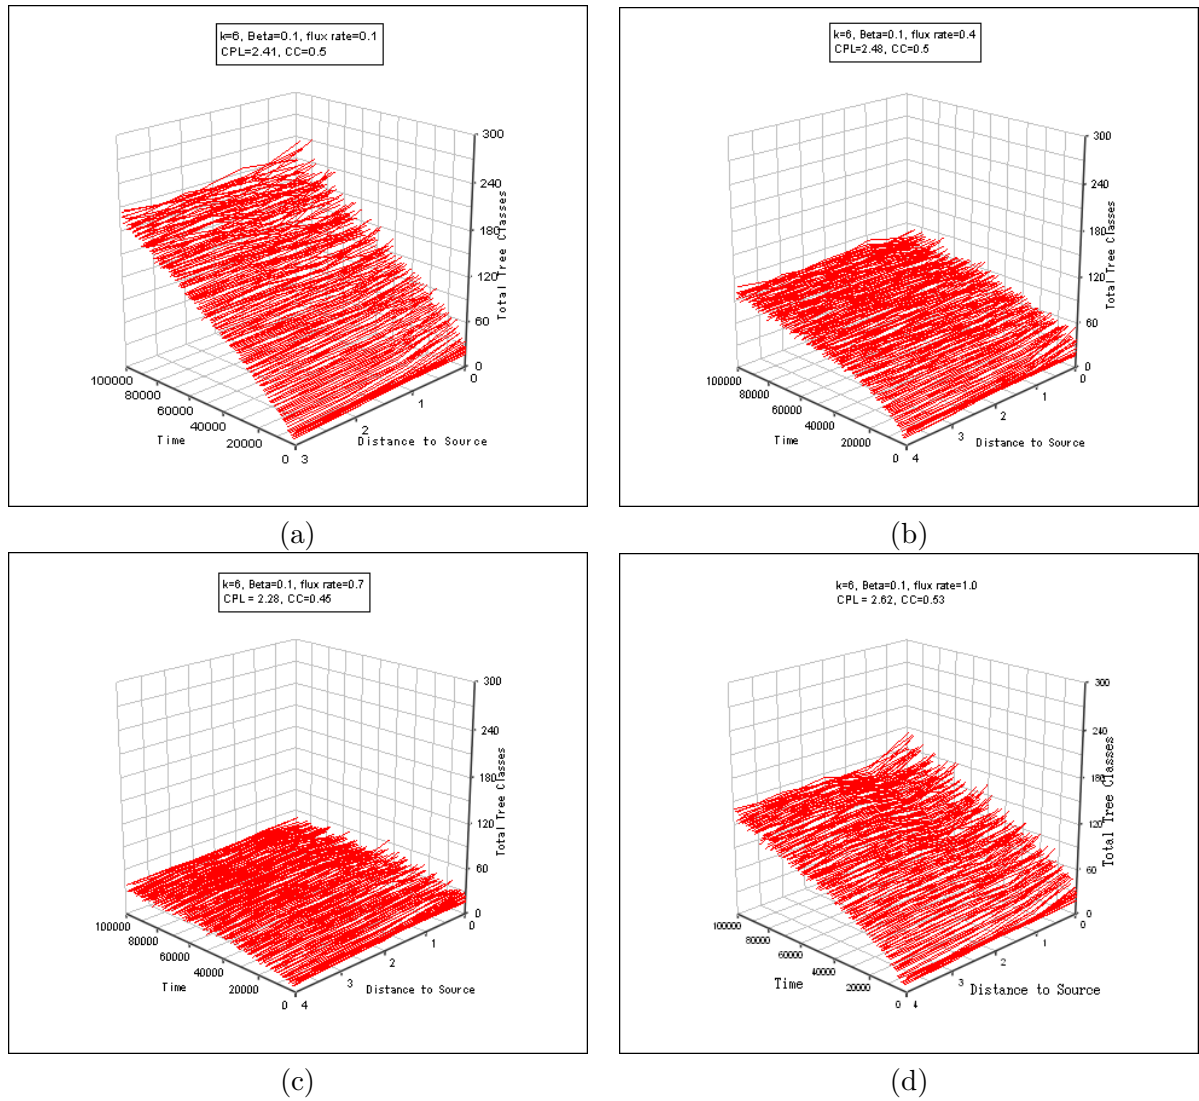 k=6, Beta=0.1, flux rate=0.1
CPL=2.41, CC=0.5
300
240
180
120
60
0
Total Tree Classes
100000
80000
60000
40000
20000
0
Time
3
2
1
0
Distance to Source
(a)
k=6, Beta=0.1, flux rate=0.4
CPL=2.48, CC=0.5
300
240
180
120
60
0
Total Tree Classes
100000
80000
60000
40000
20000
0
Time
4
3
2
1
0
Distance to Source
(b)
k=6, Beta=0.1, flux rate=0.7
CPL = 2.28, CC=0.45
300
240
180
120
60
0
Total Tree Classes
100000
80000
60000
40000
20000
0
Time
4
3
2
1
0
Distance to Source
(c)
k=6, Beta=0.1, flux rate=1.0
CPL = 2.62, CC=0.53
300
240
180
120
60
0
Total Tree Classes
100000
80000
60000
40000
20000
0
Time
4
3
2
1
0
Distance to Source
(d)